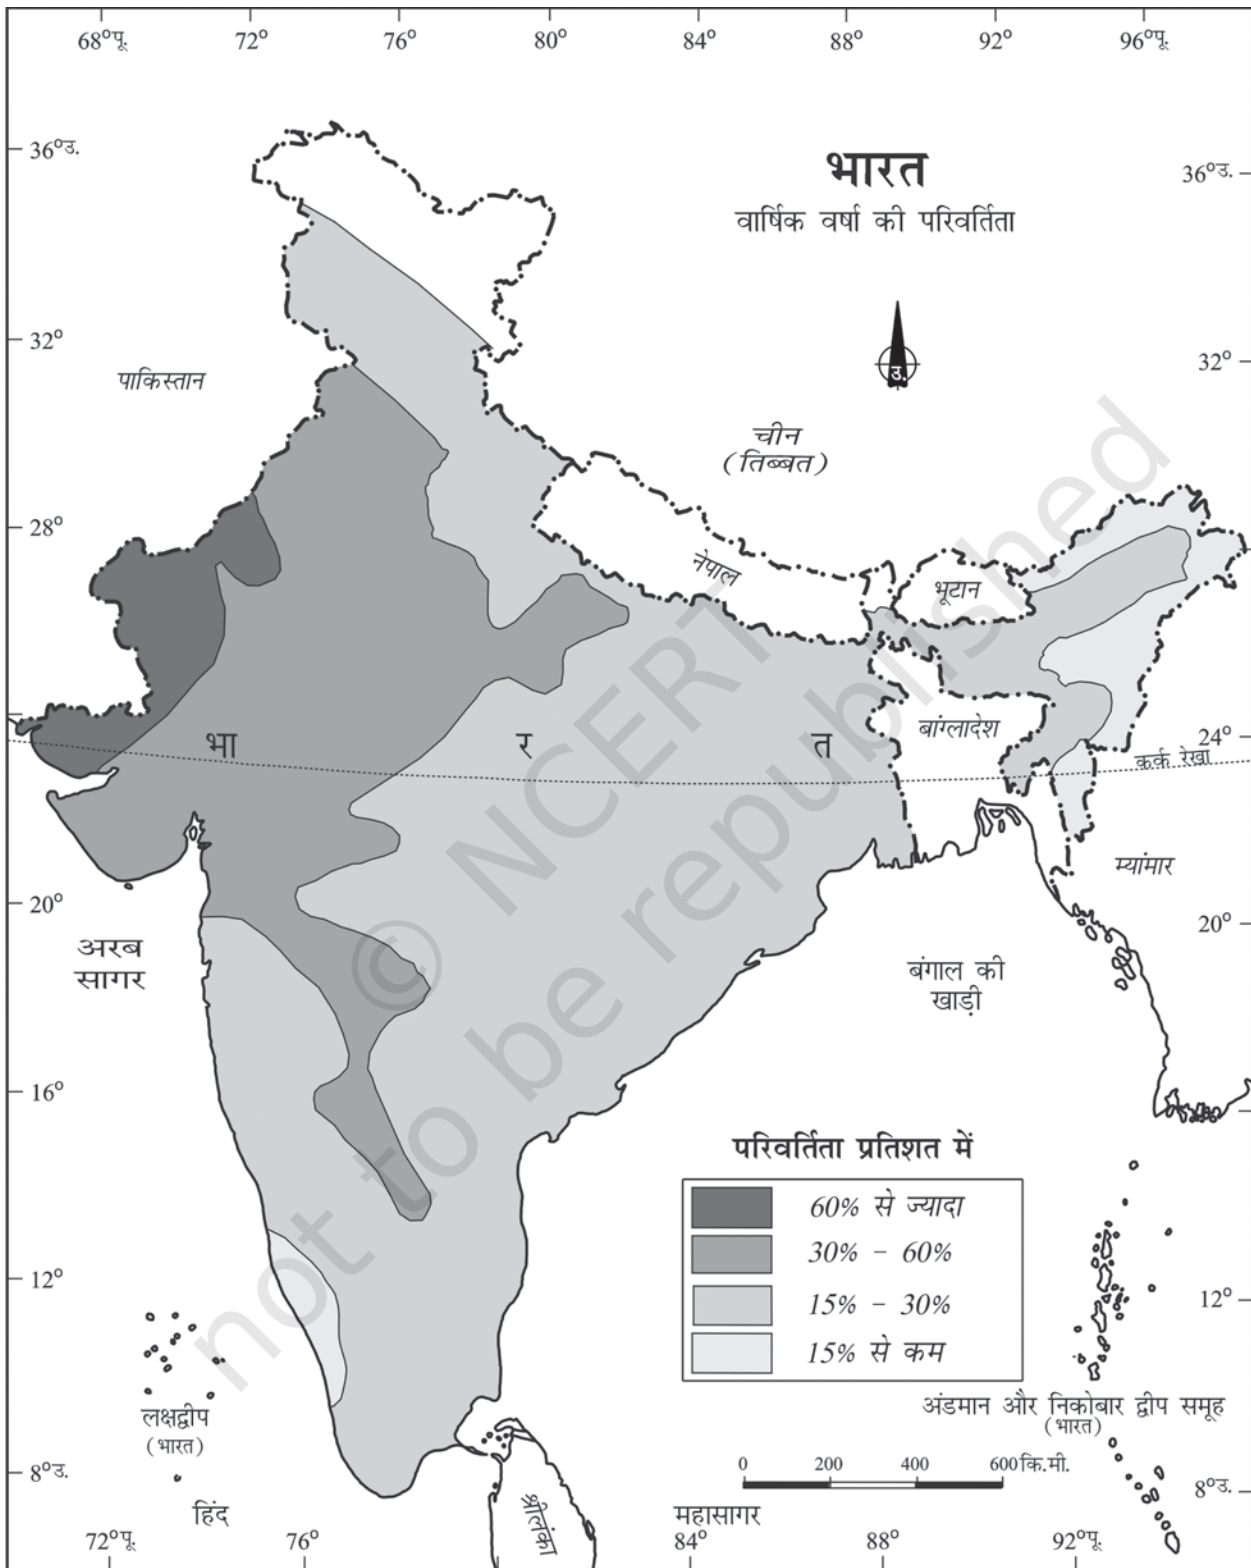 68°पू. 72° 76° 80° 84° 88° 92° 96°पू.
36°उ. 36°उ.
भारत
वार्षिक वर्षा की परिवर्तिता
उ.
32° 32°
पाकिस्तान
चीन
(तिब्बत)
28°
नेपाल
भूटान
बांग्लादेश
भा र त
24°
कर्क रेखा
म्यांमार
20° 20°
अरब
सागर
बंगाल की
खाड़ी
16°
परिवर्तिता प्रतिशत में
60% से ज्यादा
30% - 60%
15% - 30%
15% से कम
12° 12°
लक्षद्वीप
(भारत)
अंडमान और निकोबार द्वीप समूह
(भारत)
0 200 400 600 कि.मी.
8°उ. 8°उ.
श्रीलंका
हिंद महासागर
72°पू. 76° 84° 88° 92°पू.
© NCERT
not to be republished